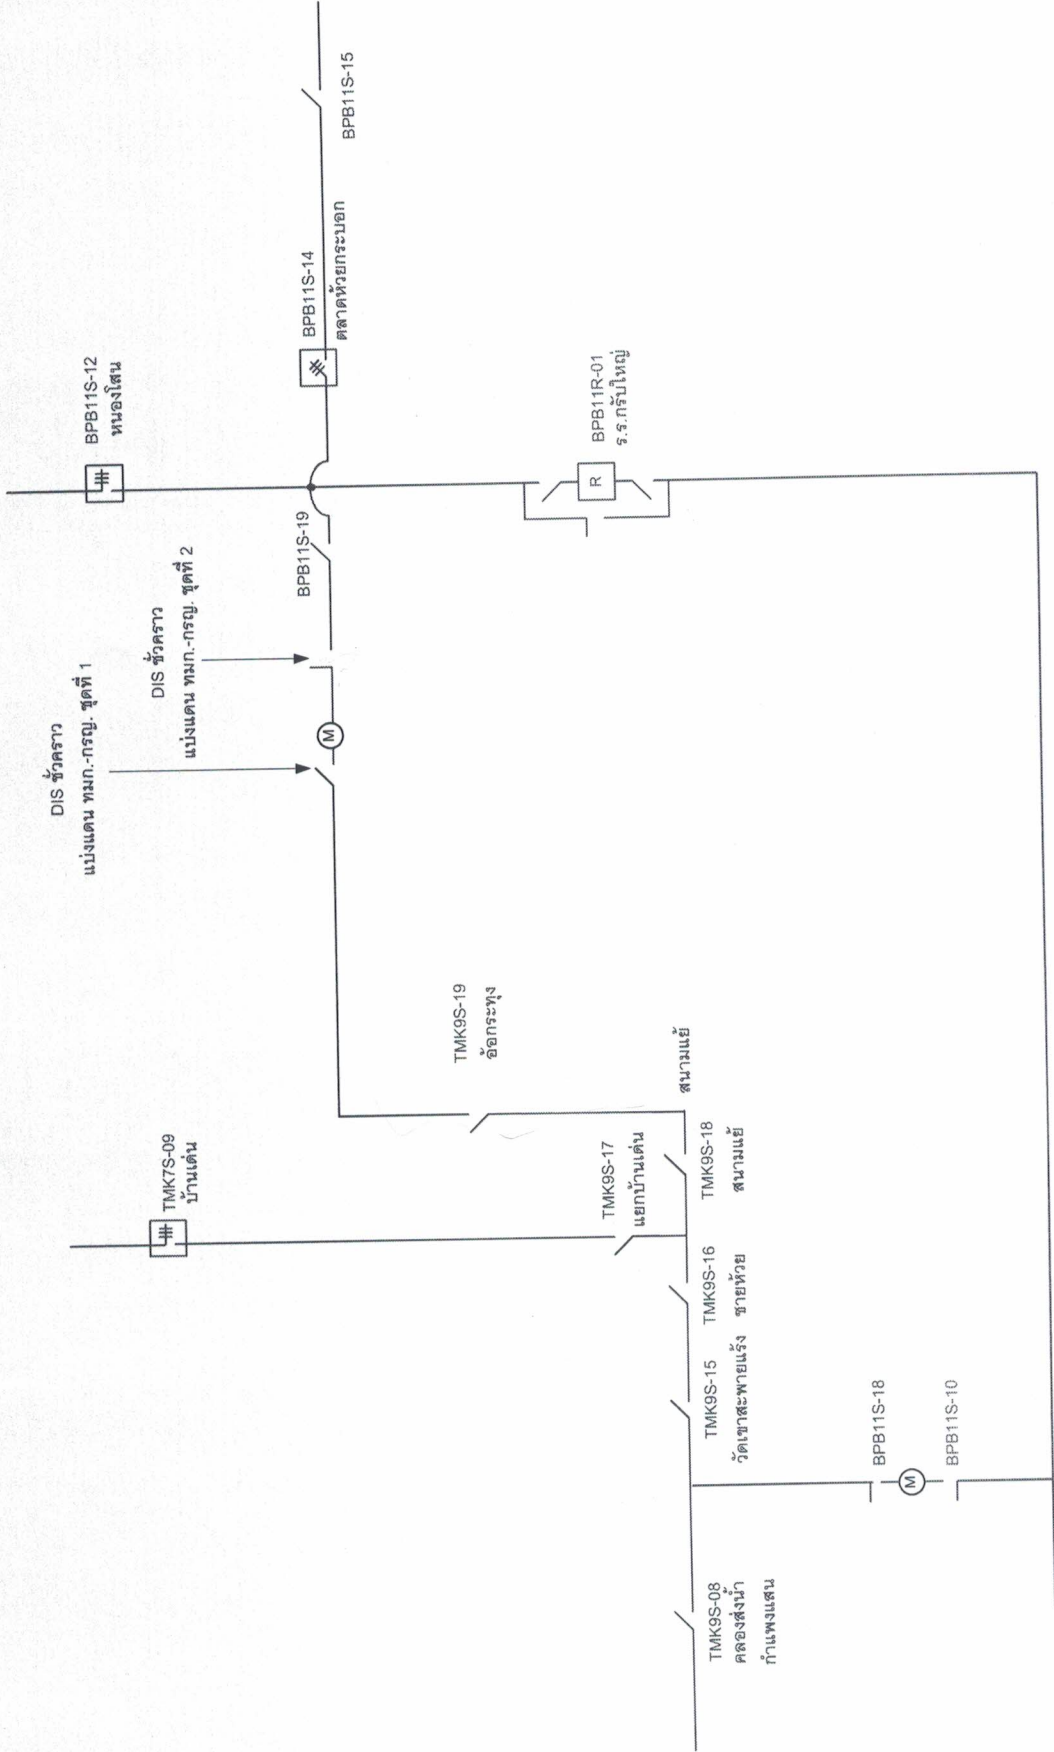 DIS ชั่วคราว
แบ่งแดน ทมก.-กรญ. ชุดที่ 1
DIS ชั่วคราว
แบ่งแดน ทมก.-กรญ. ชุดที่ 2
BPB11S-12
หนองโสน
BPB11S-19
M
BPB11S-14
ตลาดห้วยกระบอก
BPB11S-15
R
BPB11R-01
ร.ร.กรับใหญ่
TMK7S-09
บ้านเด่น
TMK9S-19
อ้อกระทุง
TMK9S-17
แยกบ้านเด่น
สนามแย้
TMK9S-18
สนามแย้
TMK9S-16
ชายห้วย
TMK9S-15
วัดเขาสะพายแร้ง
TMK9S-08
คลองส่งน้ำ
กำแพงแสน
BPB11S-18
M
BPB11S-10